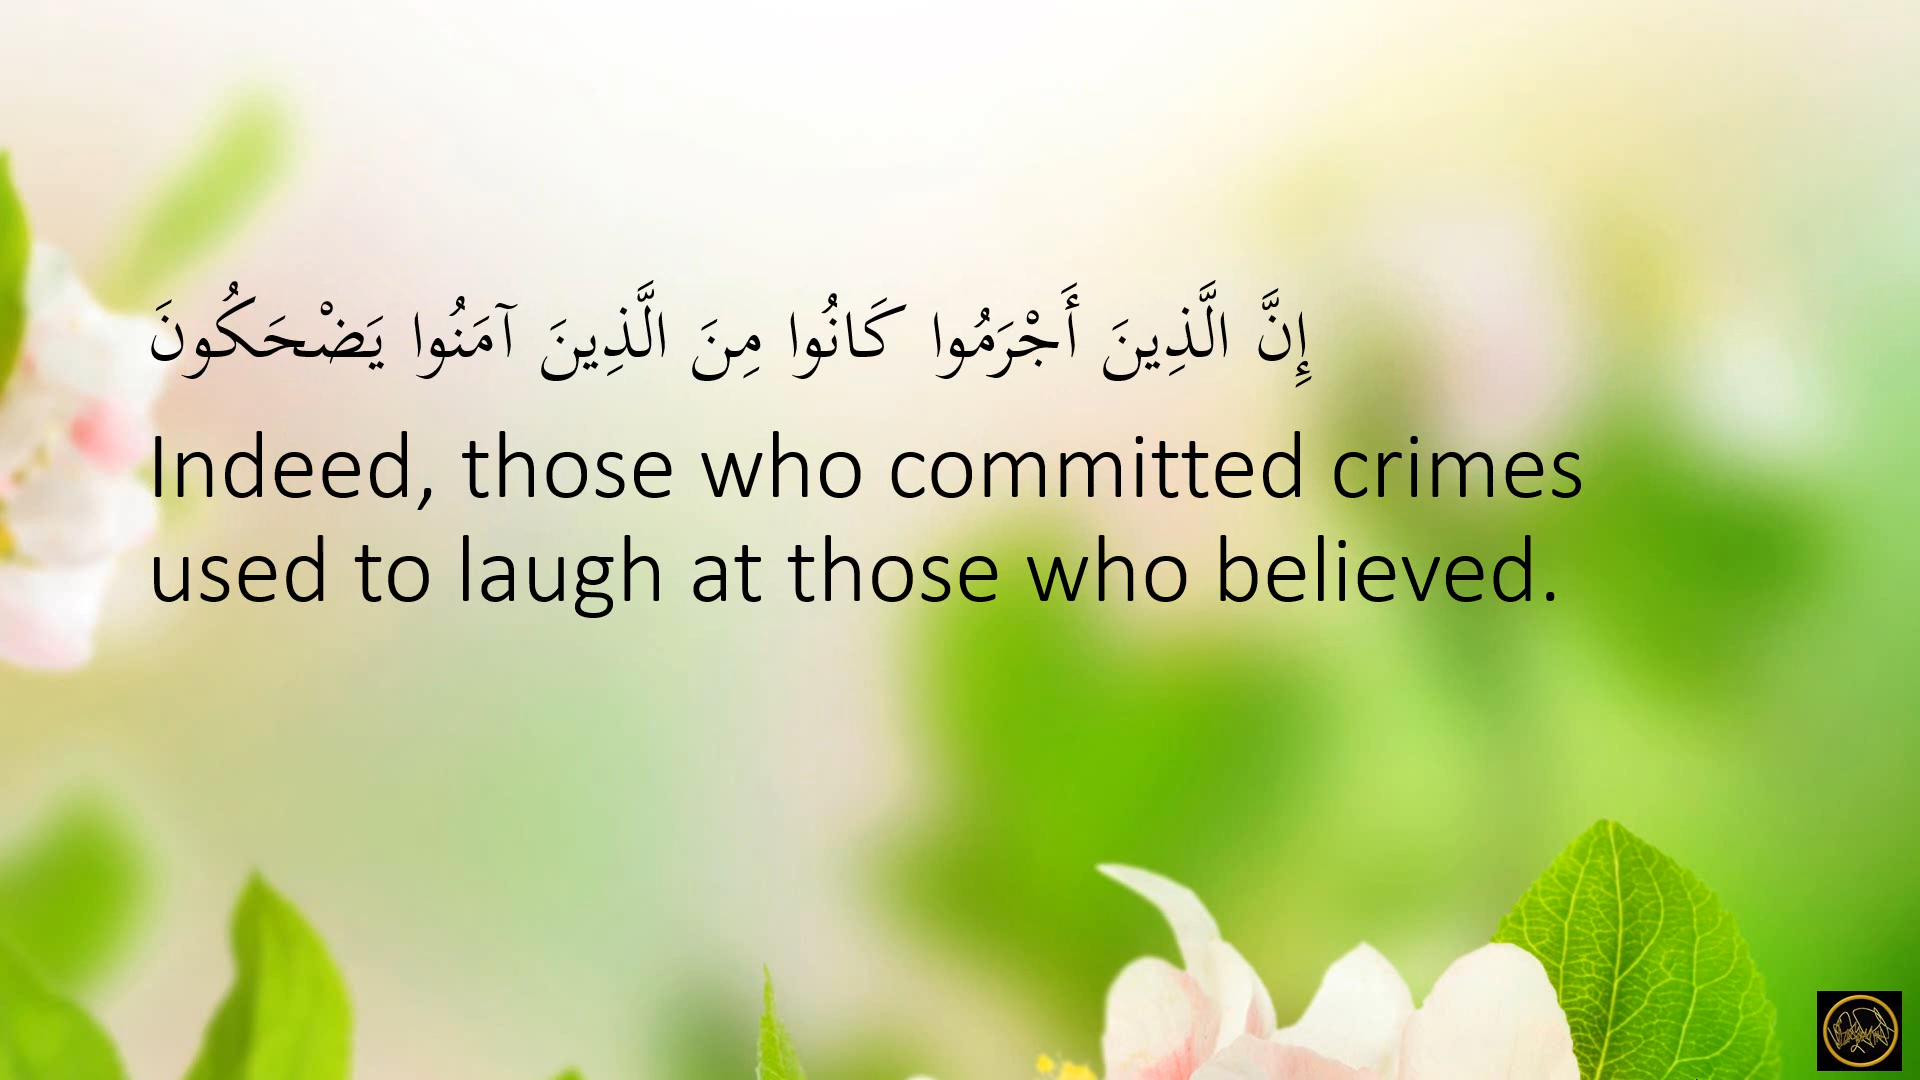 إِنَّ الَّذِينَ أَجْرَمُوا كَانُوا مِنَ الَّذِينَ آمَنُوا يَضْحَكُونَ
Indeed, those who committed crimes
used to laugh at those who believed.